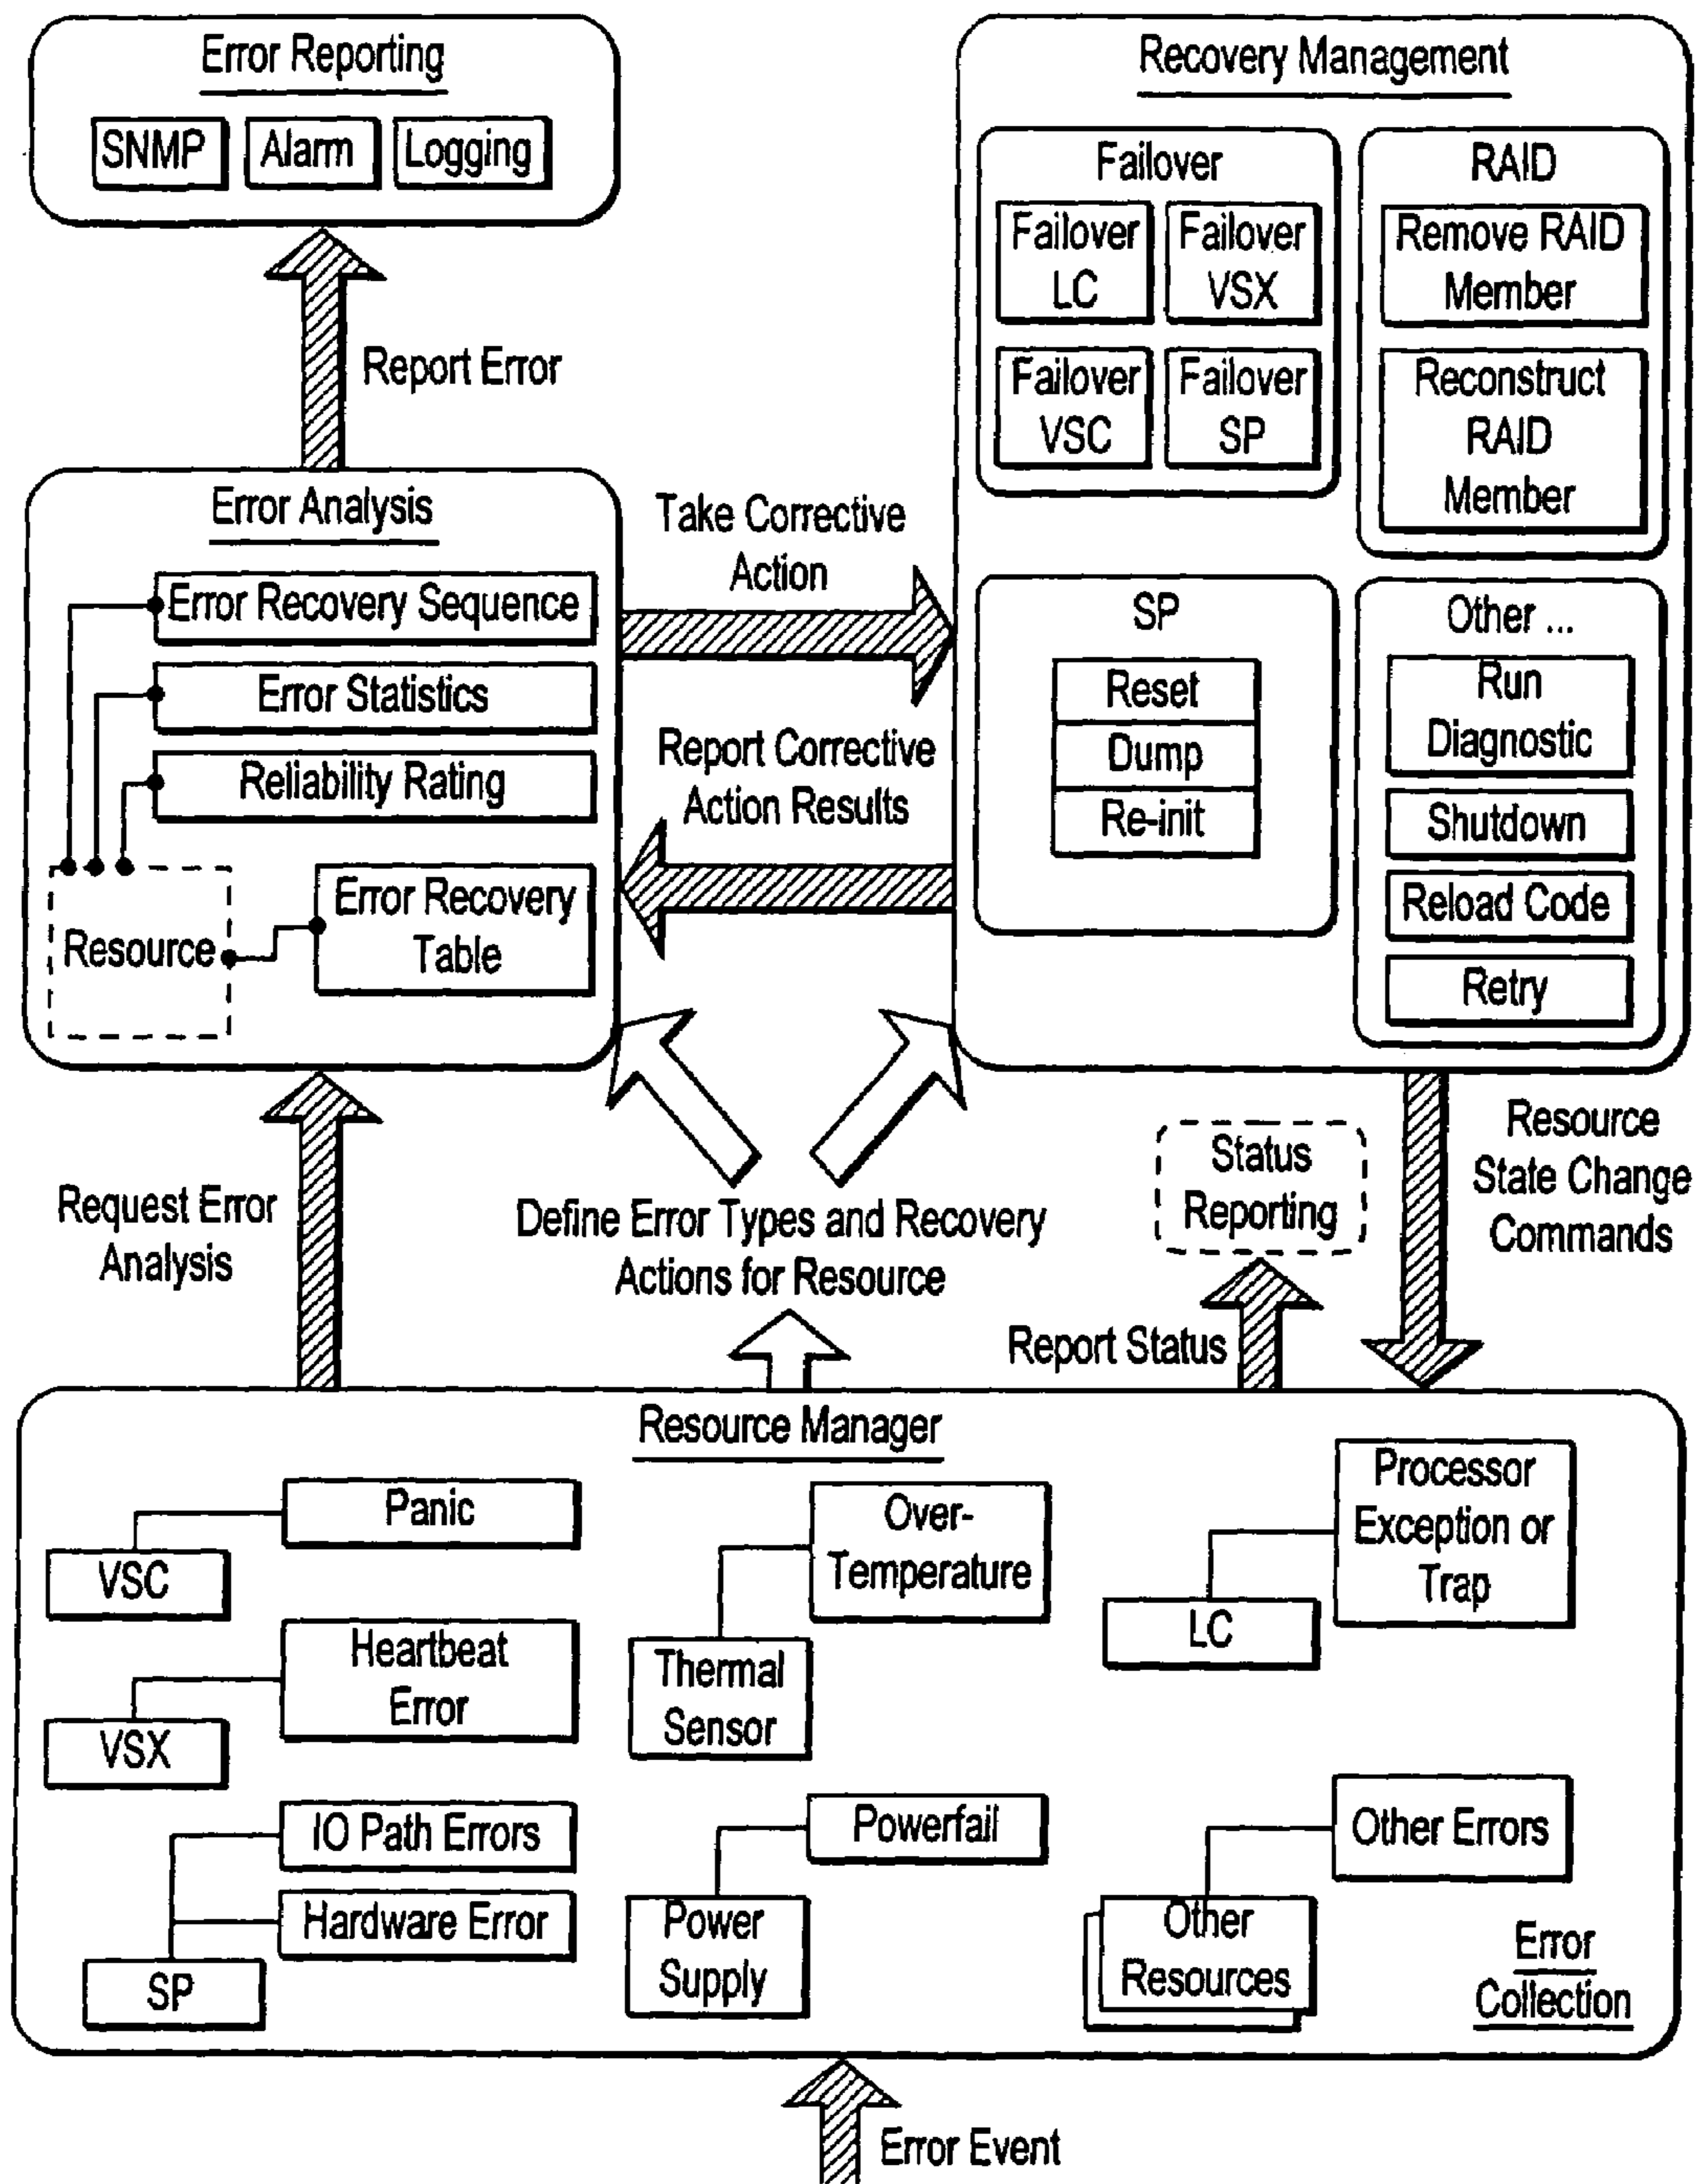 Error Reporting
SNMP
Alarm
Logging
Report Error
Recovery Management
Failover
Failover
LC
Failover
VSX
Failover
VSC
Failover
SP
RAID
Remove RAID
Member
Reconstruct
RAID
Member
SP
Reset
Dump
Re-init
Other ...
Run
Diagnostic
Shutdown
Reload Code
Retry
Error Analysis
Error Recovery Sequence
Error Statistics
Reliability Rating
Resource
Error Recovery
Table
Take Corrective
Action
Report Corrective
Action Results
Request Error
Analysis
Define Error Types and Recovery
Actions for Resource
Status
Reporting
Report Status
Resource
State Change
Commands
Resource Manager
Panic
VSC
Heartbeat
Error
VSX
IO Path Errors
Hardware Error
SP
Over-
Temperature
Thermal
Sensor
Powerfail
Power
Supply
Processor
Exception or
Trap
LC
Other Errors
Other
Resources
Error
Collection
Error Event